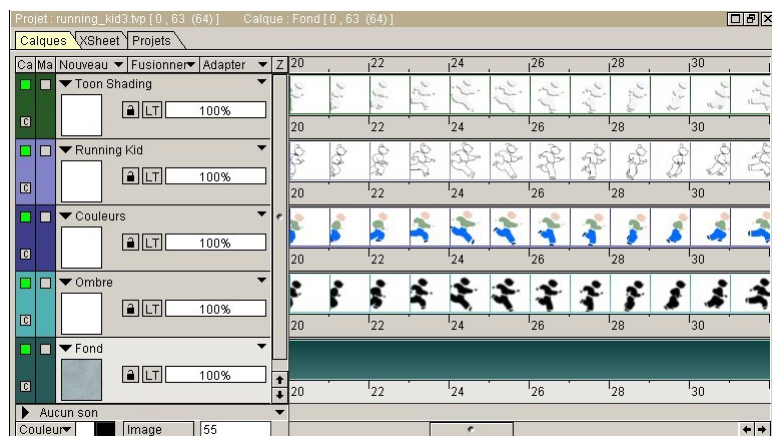 Projet : running_kid3.tvp [ 0 , 63 (64) ] Calque : Fond [ 0 , 63 (64) ]
Calques XSheet Projets
Ca Ma Nouveau Fusionner Adapter Z 20 22 24 26 28 30
Toon Shading
LT 100%
C
20 22 24 26 28 30
Running Kid
LT 100%
C
20 22 24 26 28 30
Couleurs
LT 100%
C
20 22 24 26 28 30
Ombre
LT 100%
C
20 22 24 26 28 30
Fond
LT 100%
C
20 22 24 26 28 30
Aucun son
Couleur Image 55